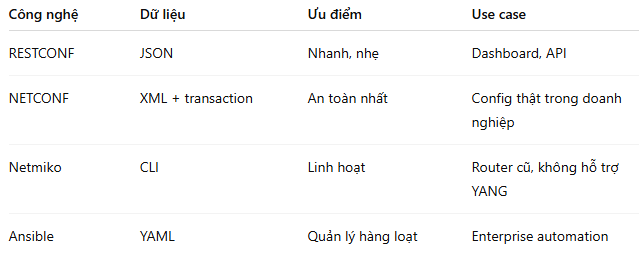 Công nghệ Dữ liệu Ưu điểm Use case
RESTCONF JSON Nhanh, nhẹ Dashboard, API
NETCONF XML + transaction An toàn nhất Config thật trong doanh
nghiệp
Netmiko CLI Linh hoạt Router cũ, không hỗ trợ
YANG
Ansible YAML Quản lý hàng loạt Enterprise automation